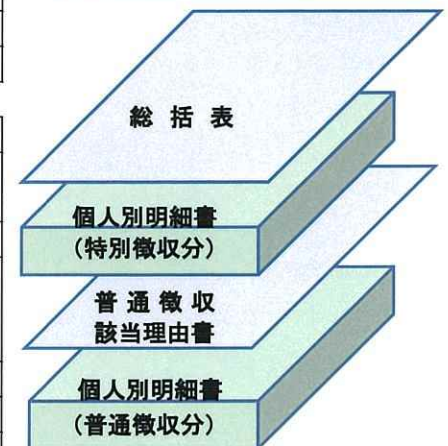 総 括 表
個人別明細書
（特別徴収分）
普 通 徴 収
該当理由書
個人別明細書
（普通徴収分）